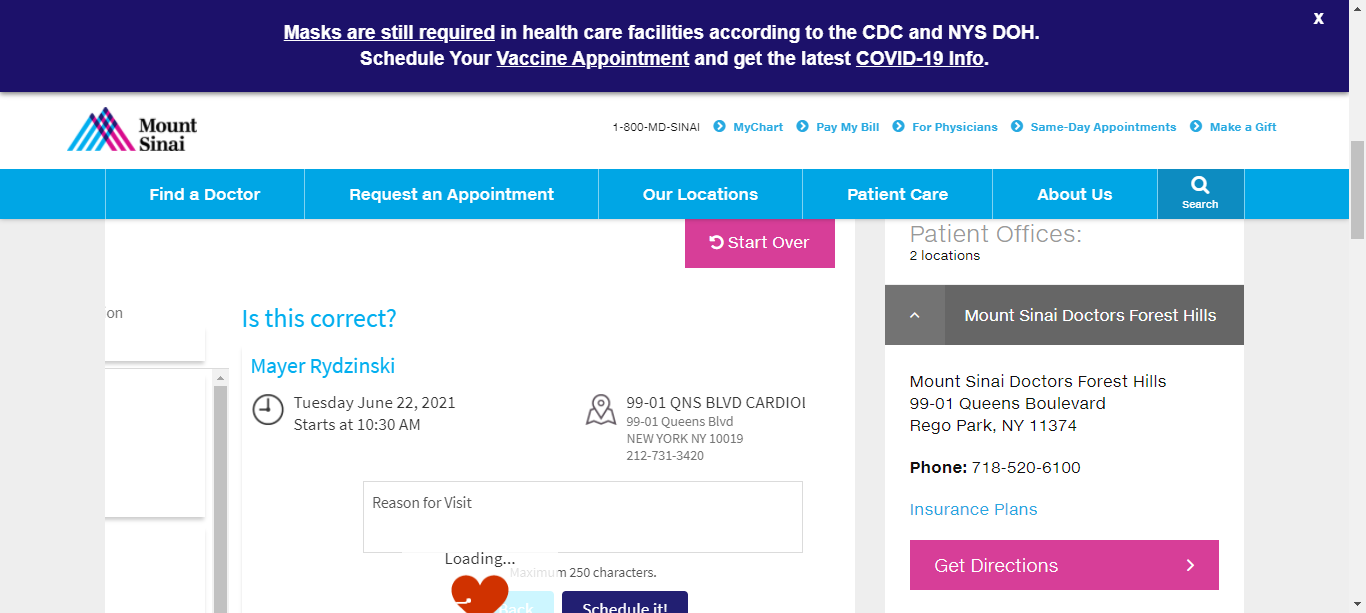 Masks are still required in health care facilities according to the CDC and NYS DOH.
Schedule Your Vaccine Appointment and get the latest COVID-19 Info.
X
Mount
Sinai
1-800-MD-SINAI
MyChart
Pay My Bill
For Physicians
Same-Day Appointments
Make a Gift
Find a Doctor
Request an Appointment
Our Locations
Patient Care
About Us
Search
Start Over
on
Is this correct?
Mayer Rydzinski
Tuesday June 22, 2021
Starts at 10:30 AM
99-01 QNS BLVD CARDIOI
99-01 Queens Blvd
NEW YORK NY 10019
212-731-3420
Reason for Visit
Loading...
Maximum 250 characters.
Back
Schedule it!
Patient Offices:
2 locations
Mount Sinai Doctors Forest Hills
Mount Sinai Doctors Forest Hills
99-01 Queens Boulevard
Rego Park, NY 11374
Phone: 718-520-6100
Insurance Plans
Get Directions